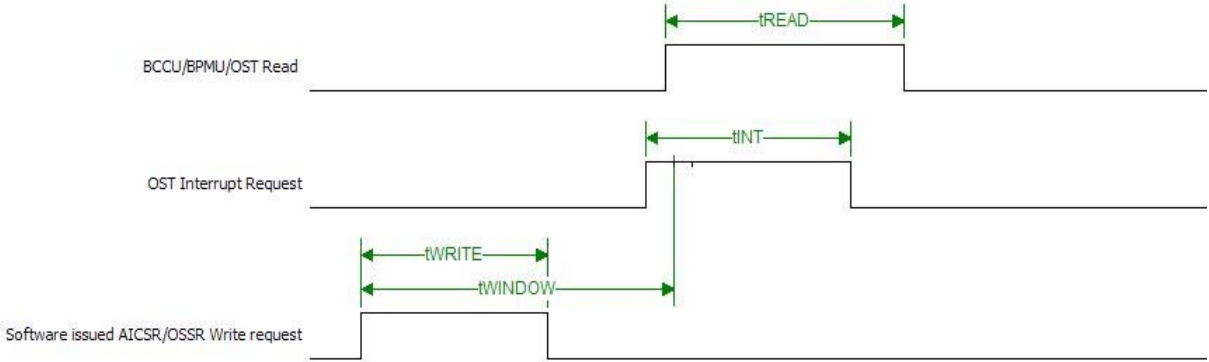 tREAD
BCCU/BPMU/OST Read
tINT
OST Interrupt Request
tWRITE
tWINDOW
Software issued AICSR/OSSR Write request